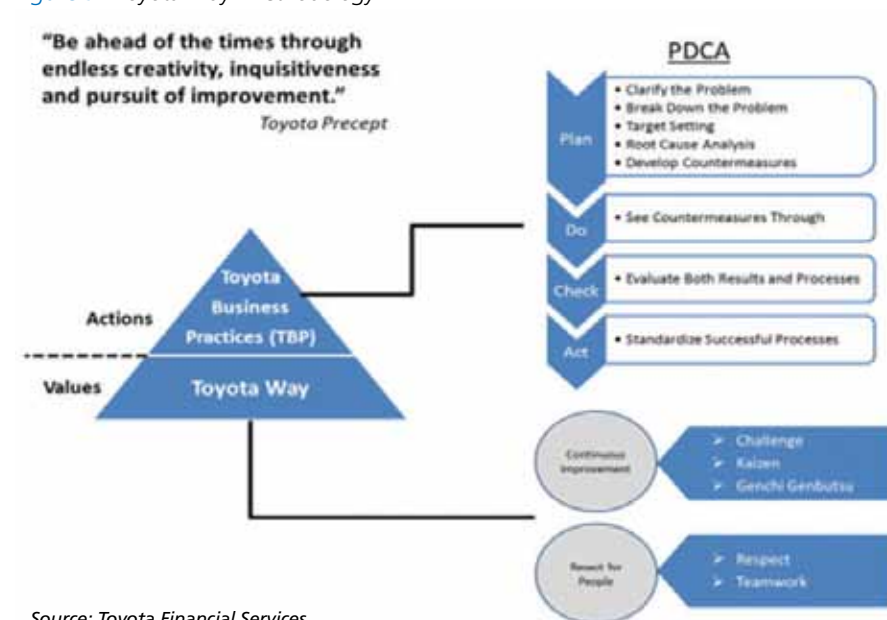 Toyota Way Methodology
"Be ahead of the times through
endless creativity, inquisitiveness
and pursuit of improvement."
Toyota Precept
Actions
Values
Toyota
Business
Practices (TBP)
Toyota Way
PDCA
Plan
• Clarify the Problem
• Break Down the Problem
• Target Setting
• Root Cause Analysis
• Develop Countermeasures
Do
• See Countermeasures Through
Check
• Evaluate Both Results and Processes
Act
• Standardize Successful Processes
Continuous
Improvement
➢ Challenge
➢ Kaizen
➢ Genchi Genbutsu
for
People
➢ Respect
➢ Teamwork
Source: Toyota Financial Services